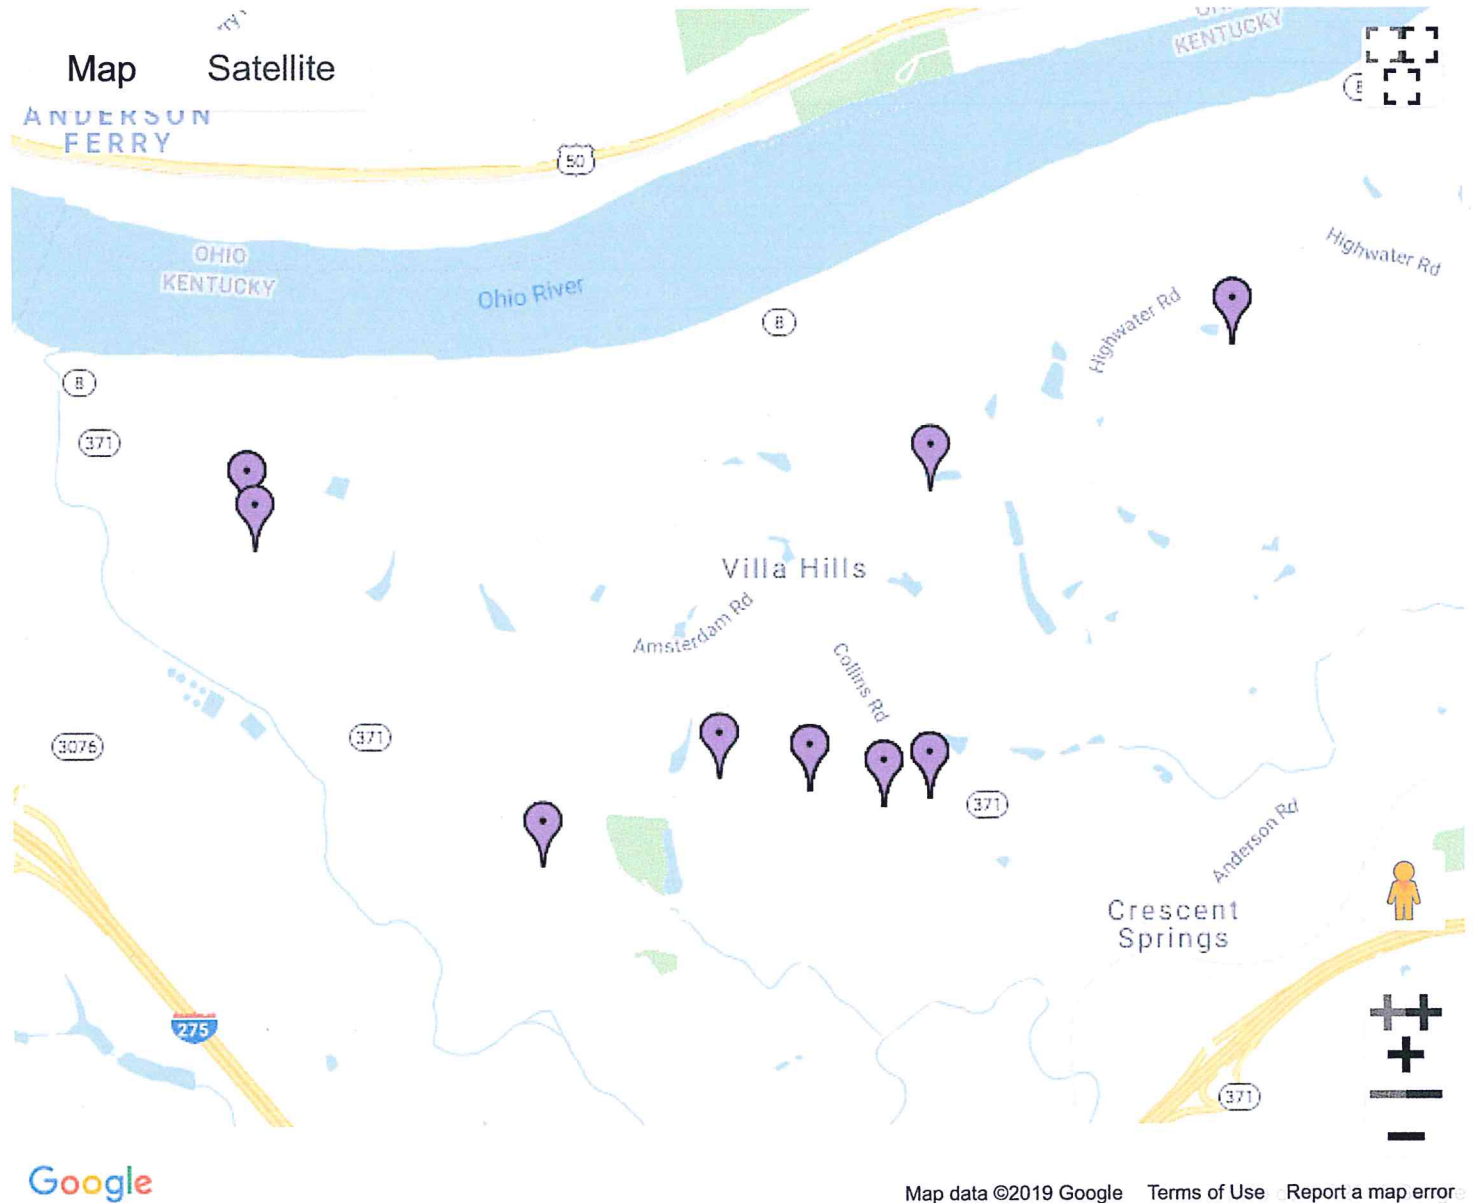 Map Satellite
ANDERSON
FERRY
50
KENTUCKY
8
OHIO
KENTUCKY
Ohio River
Highwater Rd
Highwater Rd
8
8
371
Villa Hills
Amsterdam Rd
Collins Rd
3076
371
371
Anderson Rd
Crescent
Springs
275
371
Google
Map data ©2019 Google Terms of Use Report a map error